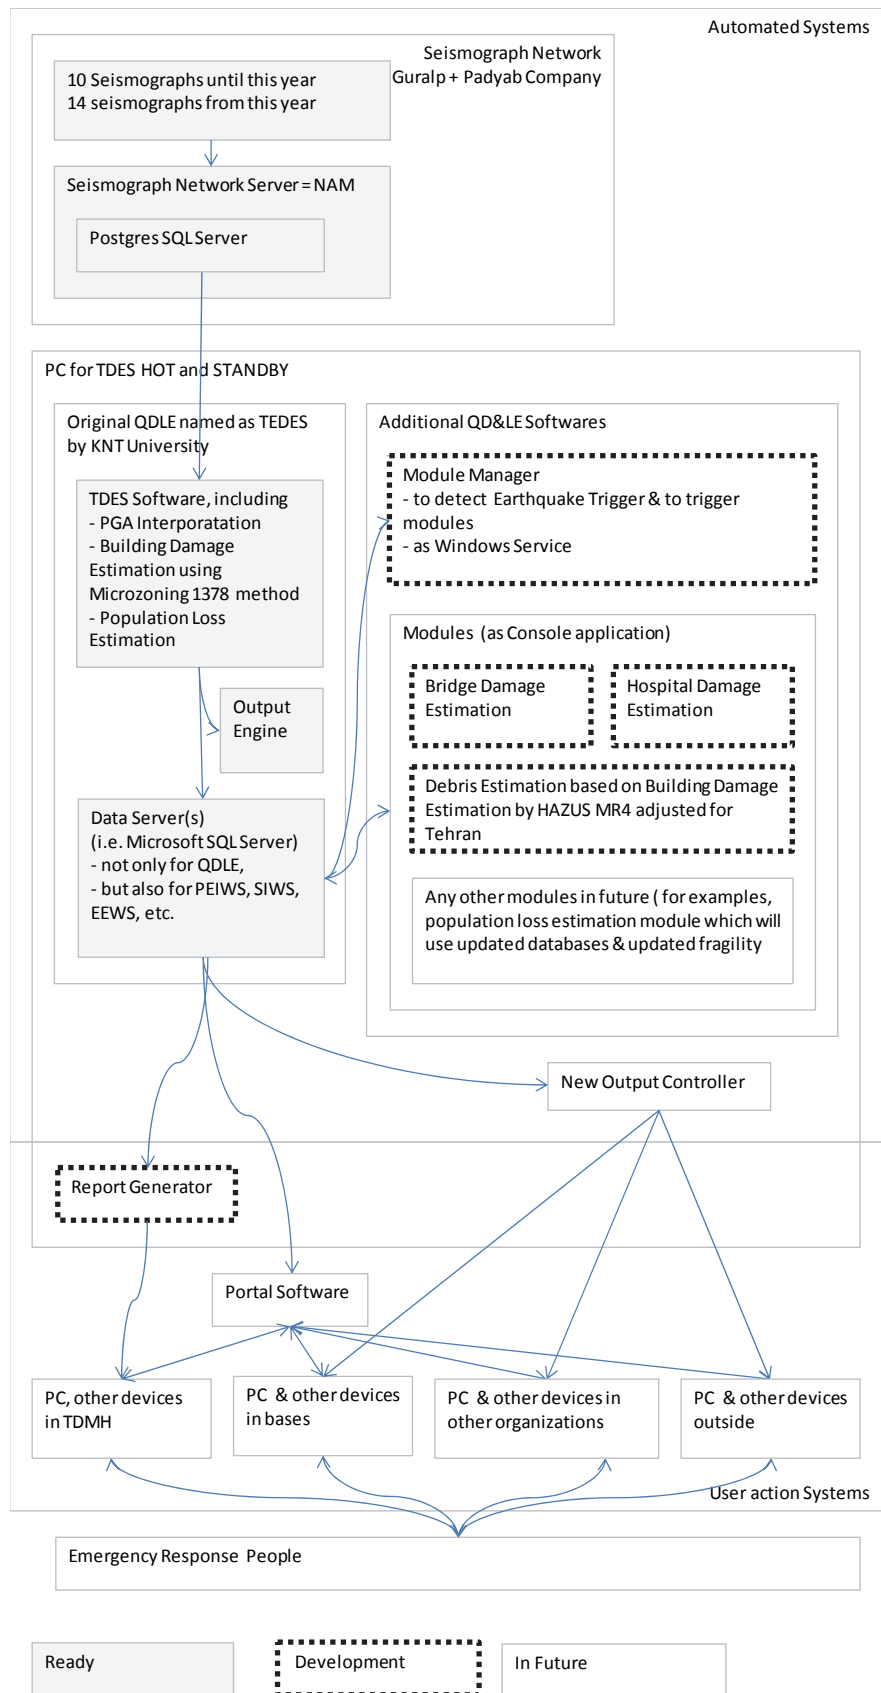 Automated Systems
Seismograph Network
Guralp + Padyab Company
10 Seismographs until this year
14 seismographs from this year
Seismograph Network Server = NAM
Postgres SQL Server
PC for TDES HOT and STANDBY
Original QDLE named as TEDES
by KNT University
TDES Software, including
- PGA Interporatation
- Building Damage
Estimation using
Microzoning 1378 method
- Population Loss
Estimation
Output
Engine
Data Server(s)
(i.e. Microsoft SQL Server)
- not only for QDLE,
- but also for PEIWS, SIWS,
EEWS, etc.
Additional QD&LE Softwares
Module Manager
- to detect Earthquake Trigger & to trigger
modules
- as Windows Service
Modules (as Console application)
Bridge Damage
Estimation
Hospital Damage
Estimation
Debris Estimation based on Building Damage
Estimation by HAZUS MR4 adjusted for
Tehran
Any other modules in future ( for examples,
population loss estimation module which will
use updated databases & updated fragility
New Output Controller
Report Generator
Portal Software
PC, other devices
in TDMH
PC & other devices
in bases
PC & other devices in
other organizations
PC & other devices
outside
User action Systems
Emergency Response People
Ready
Development
In Future